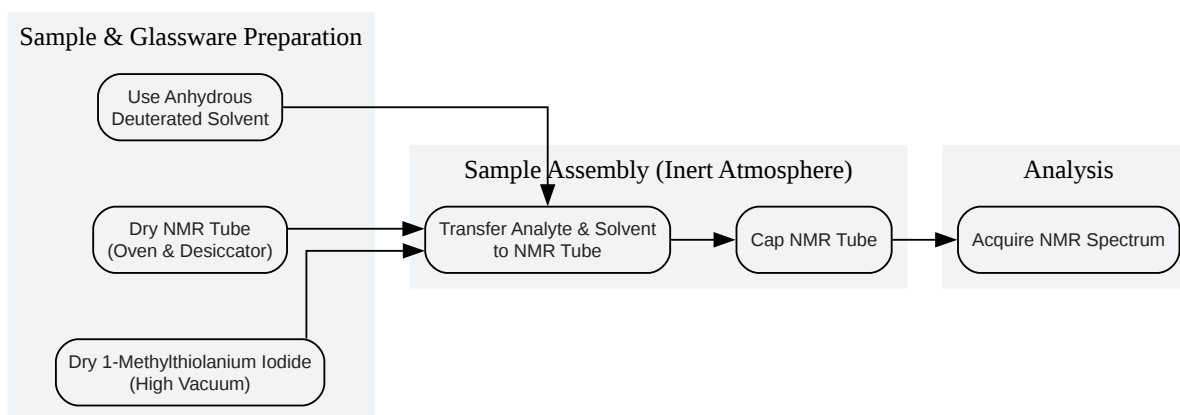 Sample & Glassware Preparation
Use Anhydrous
Deuterated Solvent
Dry NMR Tube
(Oven & Desiccator)
Dry 1-Methylthiolanium Iodide
(High Vacuum)
Sample Assembly (Inert Atmosphere)
Transfer Analyte & Solvent
to NMR Tube
Cap NMR Tube
Analysis
Acquire NMR Spectrum